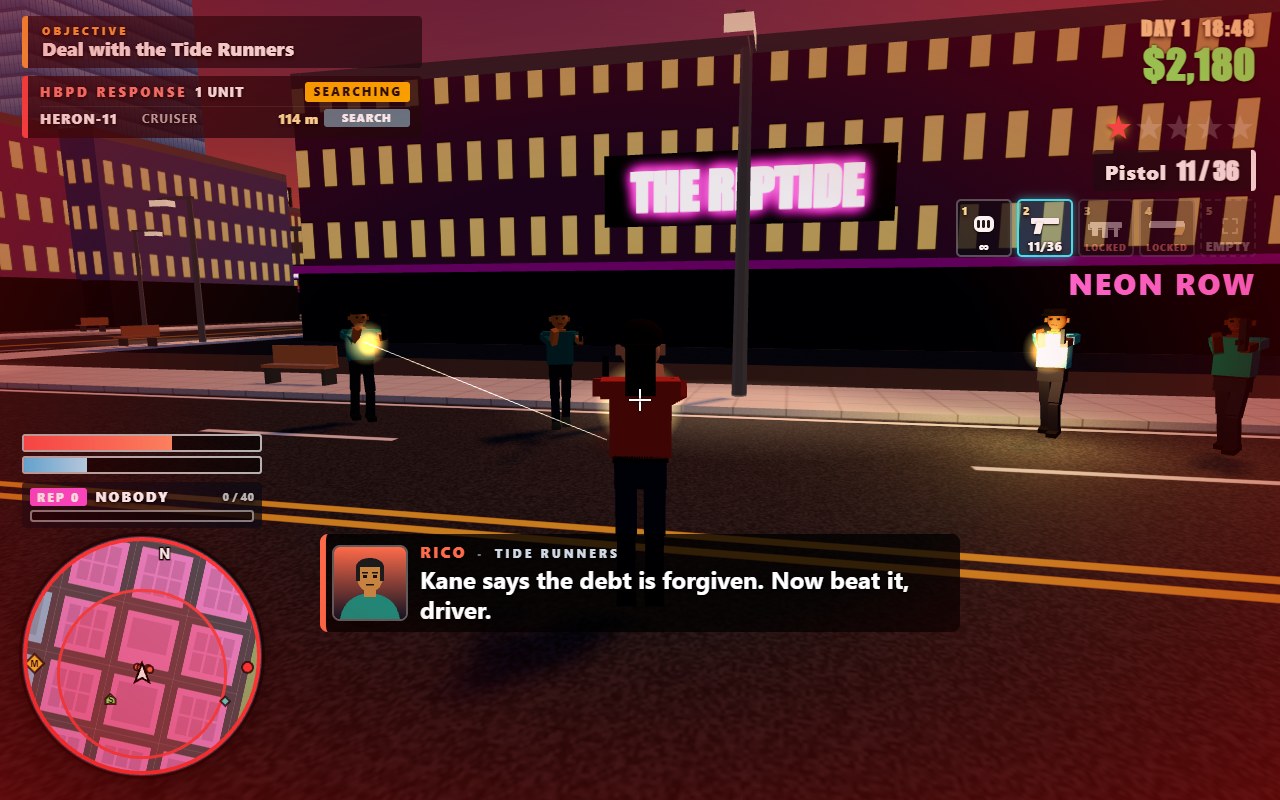 OBJECTIVE
Deal with the Tide Runners
HBPD RESPONSE 1 UNIT SEARCHING
HERON-11 CRUISER 114 m SEARCH
DAY 1 18:48
$2,180
Pistol 11/36
1 ∞
2 11/36
3 LOCKED
4 LOCKED
5 EMPTY
NEON ROW
THE RIPTIDE
REP 0 NOBODY 0 / 40
N
M
RICO - TIDE RUNNERS
Kane says the debt is forgiven. Now beat it,
driver.